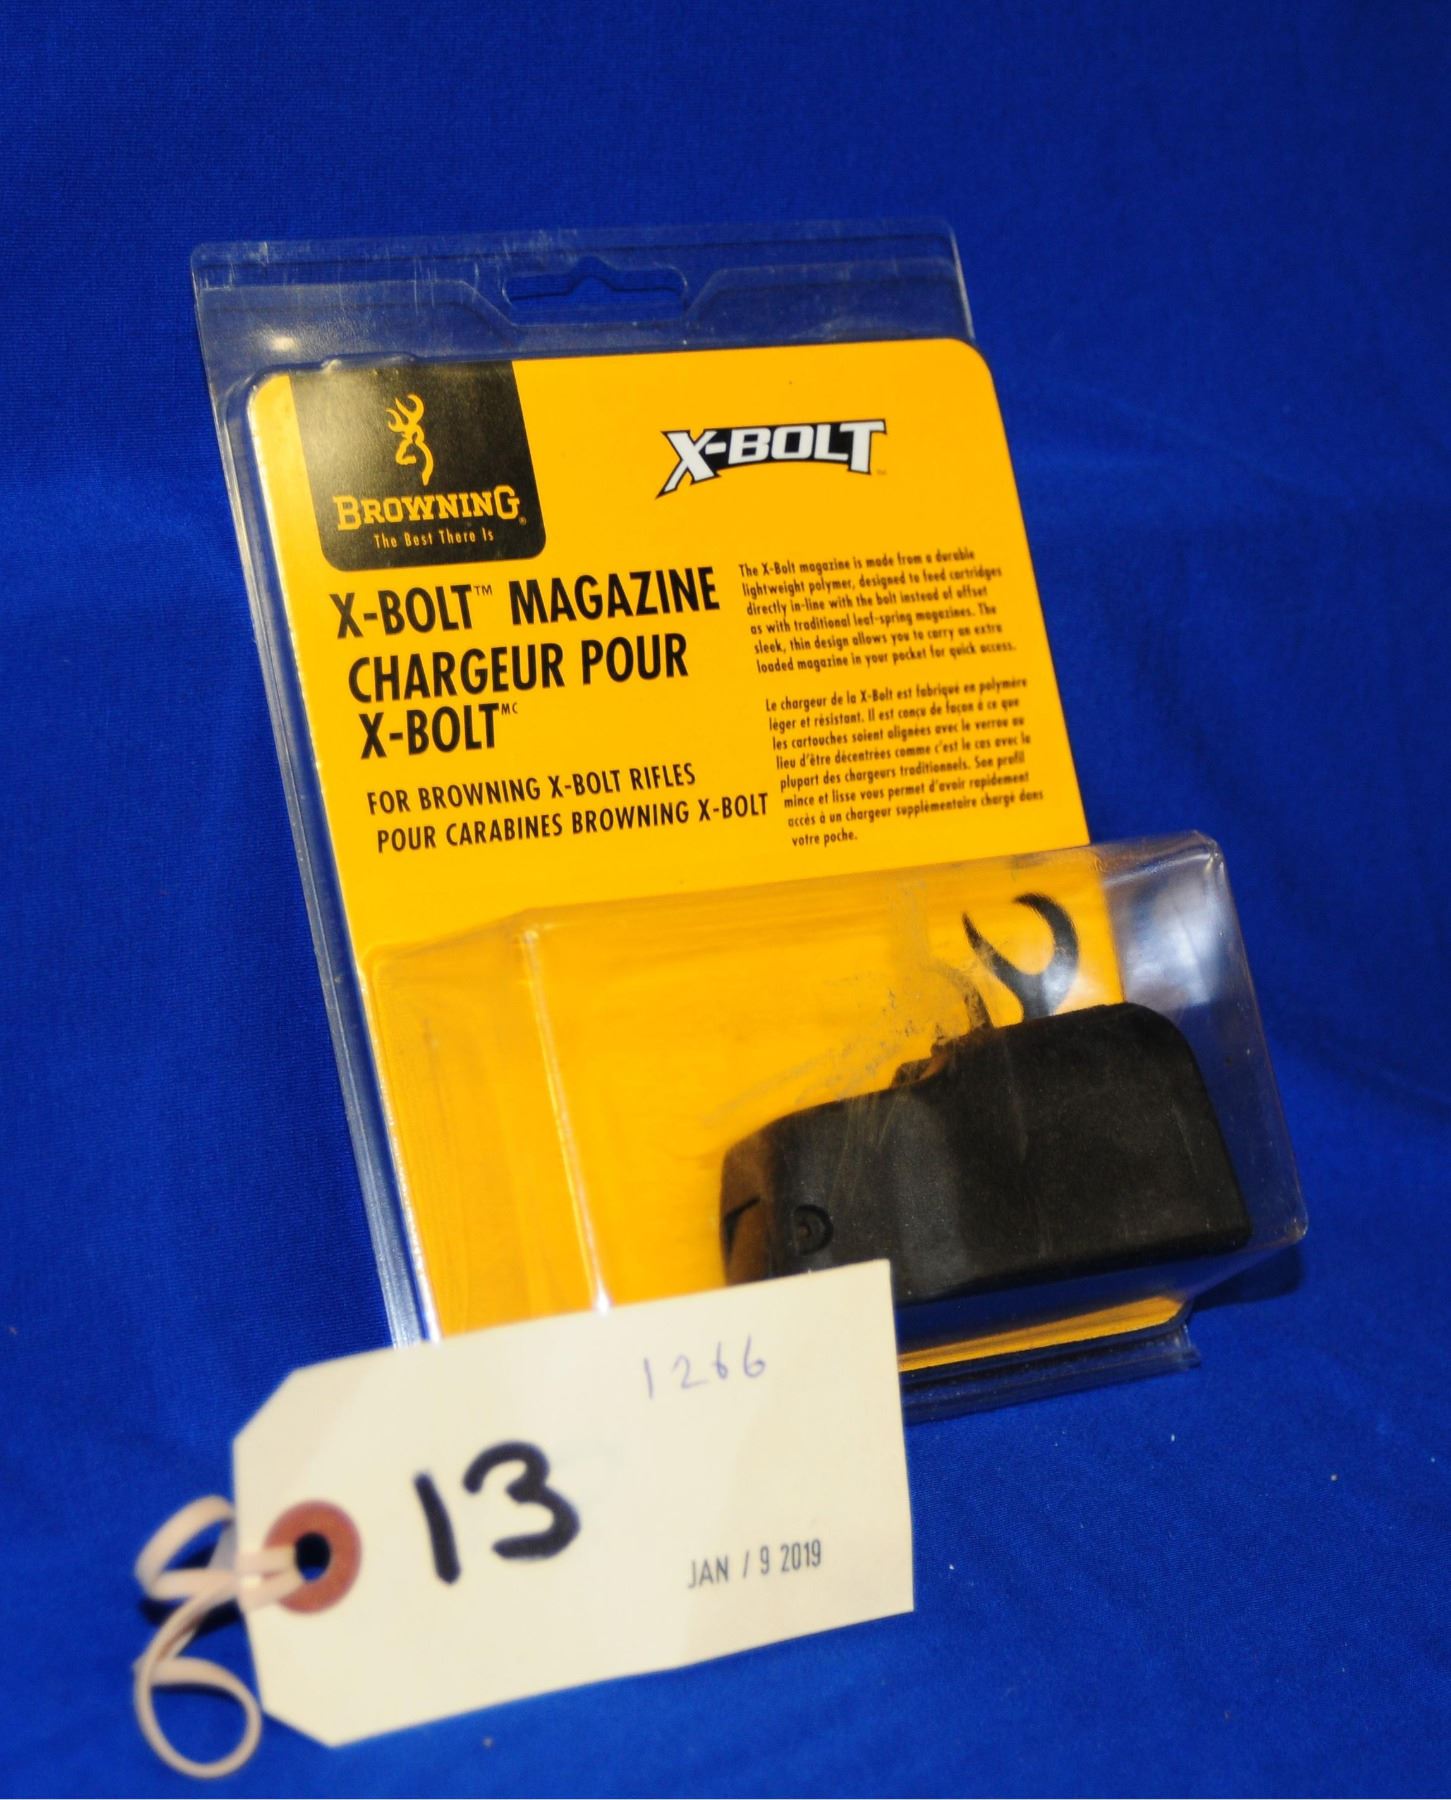 BROWNING®
The Best There Is
X-BOLT
X-BOLT™ MAGAZINE
CHARGEUR POUR
X-BOLT MC
FOR BROWNING X-BOLT RIFLES
POUR CARABINES BROWNING X-BOLT
The X-Bolt magazine is made from a durable
lightweight polymer, designed to feed cartridges
directly in-line with the bolt instead of offset
as with traditional leaf-spring magazines. The
sleek, thin design allows you to carry an extra
loaded magazine in your pocket for quick access.
Le chargeur de la X-Bolt est fabriqué en polymère
léger et résistant. Il est conçu de façon à ce que
les cartouches soient alignées avec le verrou au
lieu d'être décentrées comme c'est le cas avec la
plupart des chargeurs traditionnels. Son profil
mince et lisse vous permet d'avoir rapidement
accès à un chargeur supplémentaire chargé dans
votre poche.
1266
13
JAN / 9 2019